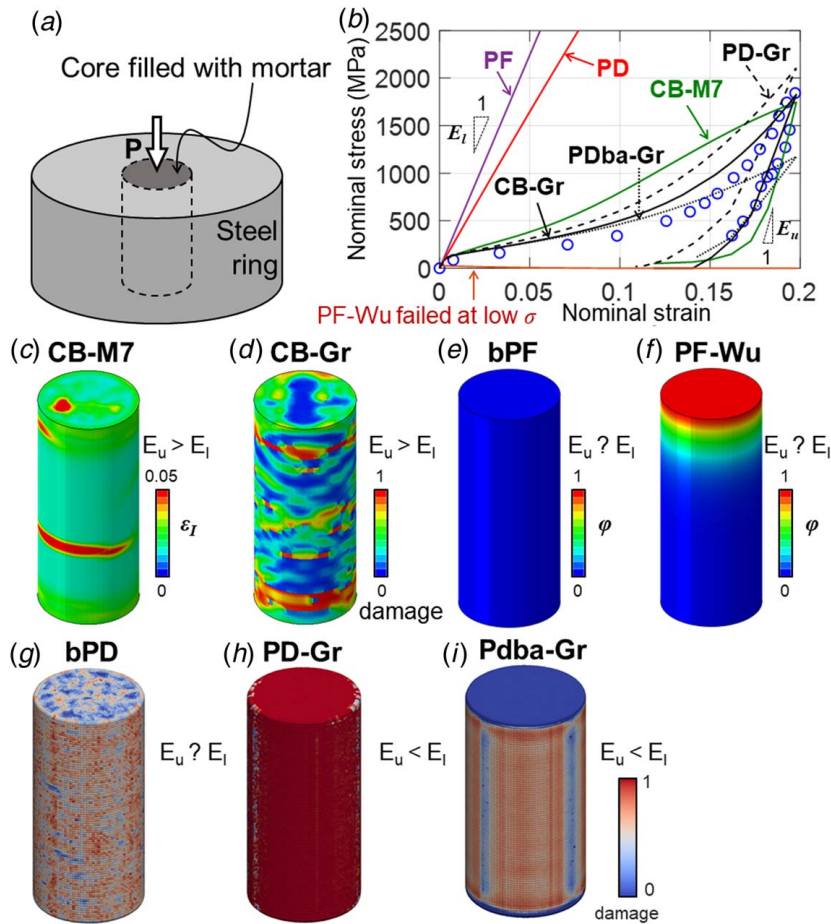 (a)
Core filled with mortar
P
Steel
ring
(b)
Nominal stress (MPa)
2500
2000
1500
1000
500
0
PF
PD
PD-Gr
CB-M7
1
E_l
PDba-Gr
CB-Gr
E_u
1
0
0.05
0.1
0.15
0.2
PF-Wu failed at low σ
Nominal strain
(c) CB-M7
E_u > E_l
0.05
ε_I
0
(d) CB-Gr
E_u > E_l
1
0
damage
(e) bPF
E_u ? E_l
1
φ
0
(f) PF-Wu
E_u ? E_l
1
φ
0
(g) bPD
E_u ? E_l
(h) PD-Gr
E_u < E_l
(i) Pdba-Gr
E_u < E_l
1
0
damage